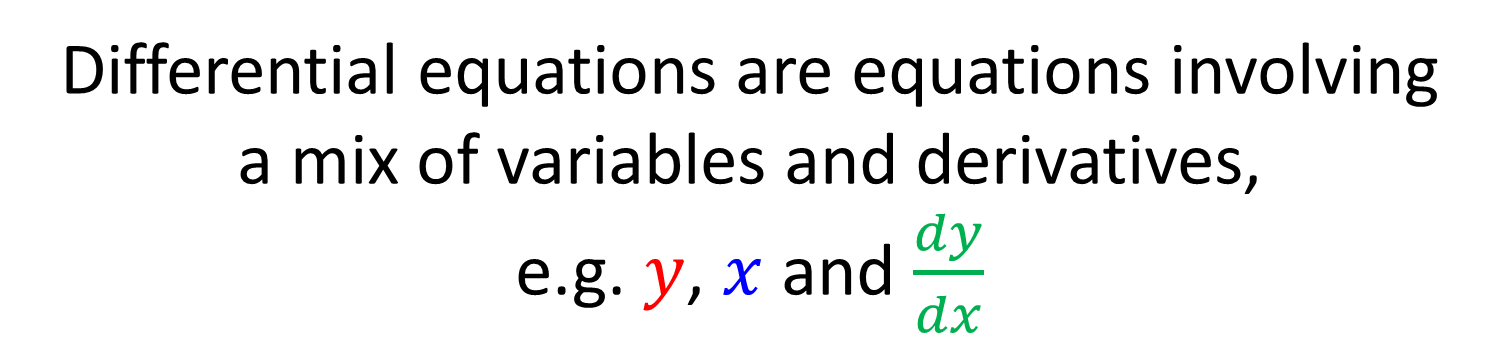 Differential equations are equations involving
a mix of variables and derivatives,
e.g. y, x and dy/dx